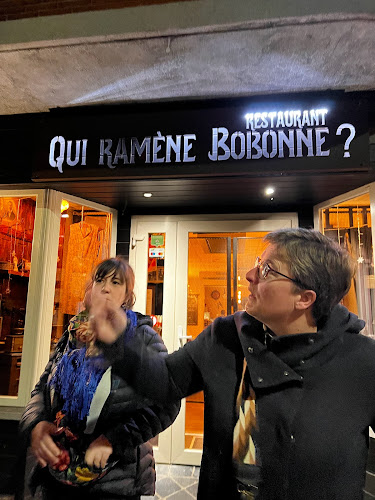 RESTAURANT
QUI RAMÈNE BOBONNE ?